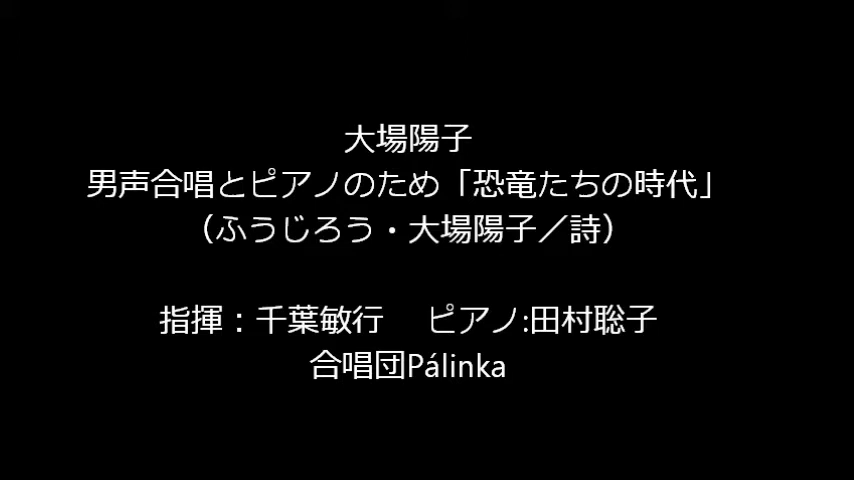 大場陽子
男声合唱とピアノのため「恐竜たちの時代」
（ふうじろう・大場陽子／詩）
指揮：千葉敏行　ピアノ:田村聡子
合唱団Pálinka